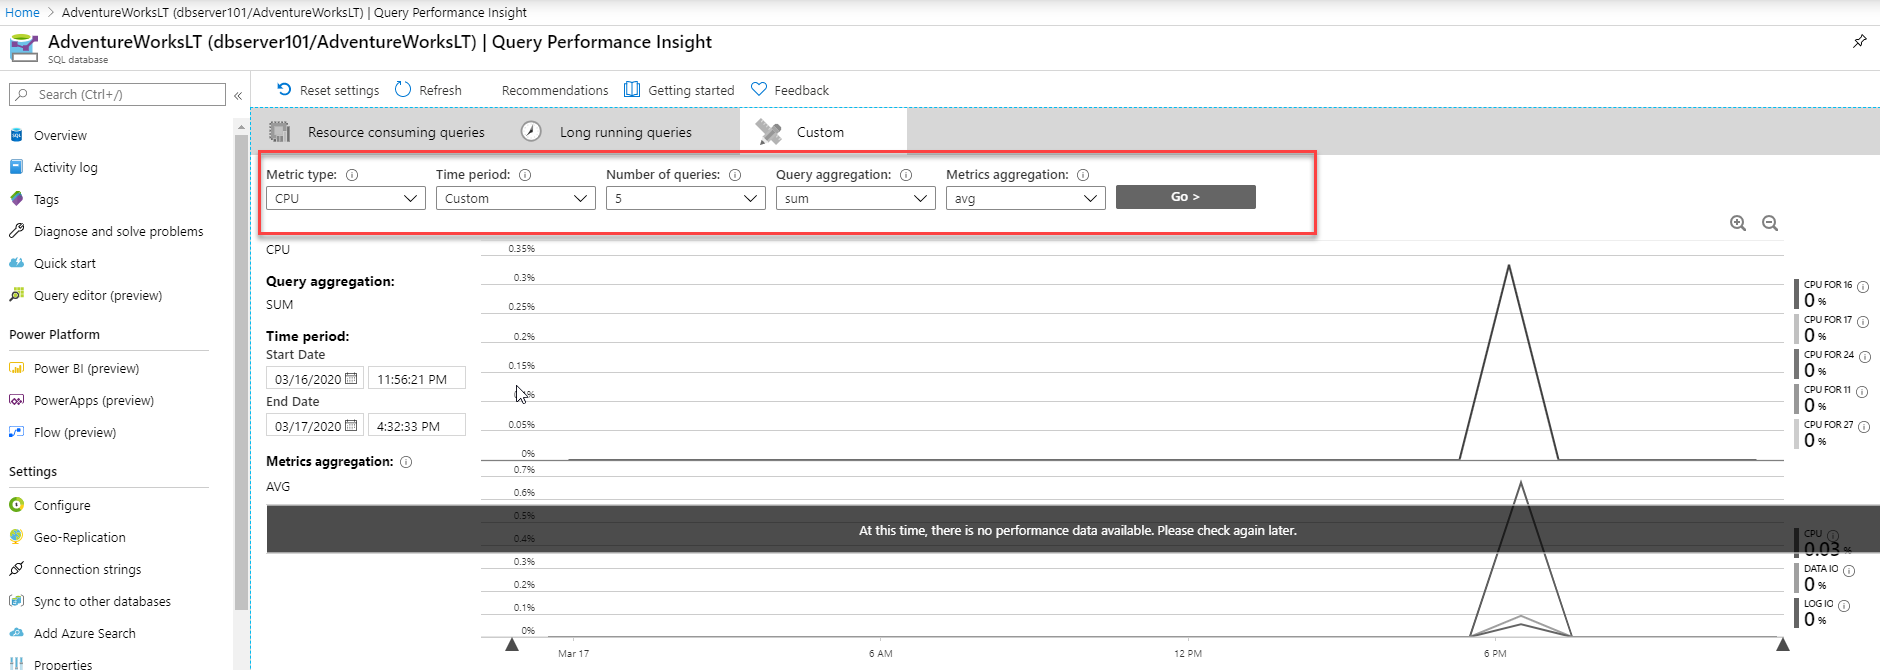 Home > AdventureWorksLT (dbserver101/AdventureWorksLT) | Query Performance Insight
AdventureWorksLT (dbserver101/AdventureWorksLT) | Query Performance Insight
SQL database
Search (Ctrl+/)
«
Overview
Activity log
Tags
Diagnose and solve problems
Quick start
Query editor (preview)
Power Platform
Power BI (preview)
PowerApps (preview)
Flow (preview)
Settings
Configure
Geo-Replication
Connection strings
Sync to other databases
Add Azure Search
Properties
Reset settings Refresh Recommendations Getting started Feedback
Resource consuming queries Long running queries Custom
Metric type: Time period: Number of queries: Query aggregation: Metrics aggregation:
CPU Custom 5 sum avg Go >
CPU
Query aggregation:
SUM
Time period:
Start Date
03/16/2020 11:56:21 PM
End Date
03/17/2020 4:32:33 PM
Metrics aggregation:
AVG
0.35%
0.3%
0.25%
0.2%
0.15%
0.05%
0%
0.7%
0.6%
0.5%
At this time, there is no performance data available. Please check again later.
0.4%
0.3%
0.2%
0.1%
0%
Mar 17 6 AM 12 PM 6 PM
CPU FOR 16
0 %
CPU FOR 17
0 %
CPU FOR 24
0 %
CPU FOR 11
0 %
CPU FOR 27
0 %
CPU
0.03 %
DATA IO
0 %
LOG IO
0 %